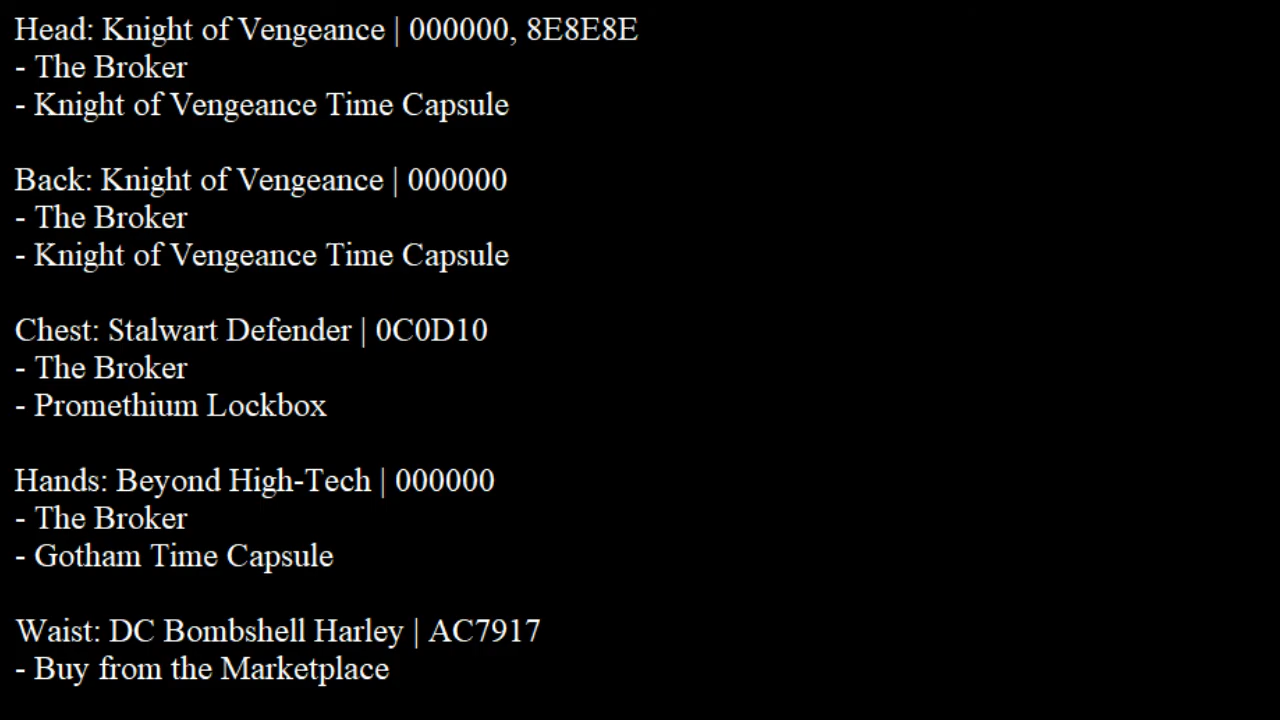 Head: Knight of Vengeance | 000000, 8E8E8E
- The Broker
- Knight of Vengeance Time Capsule
Back: Knight of Vengeance | 000000
- The Broker
- Knight of Vengeance Time Capsule
Chest: Stalwart Defender | 0C0D10
- The Broker
- Promethium Lockbox
Hands: Beyond High-Tech | 000000
- The Broker
- Gotham Time Capsule
Waist: DC Bombshell Harley | AC7917
- Buy from the Marketplace